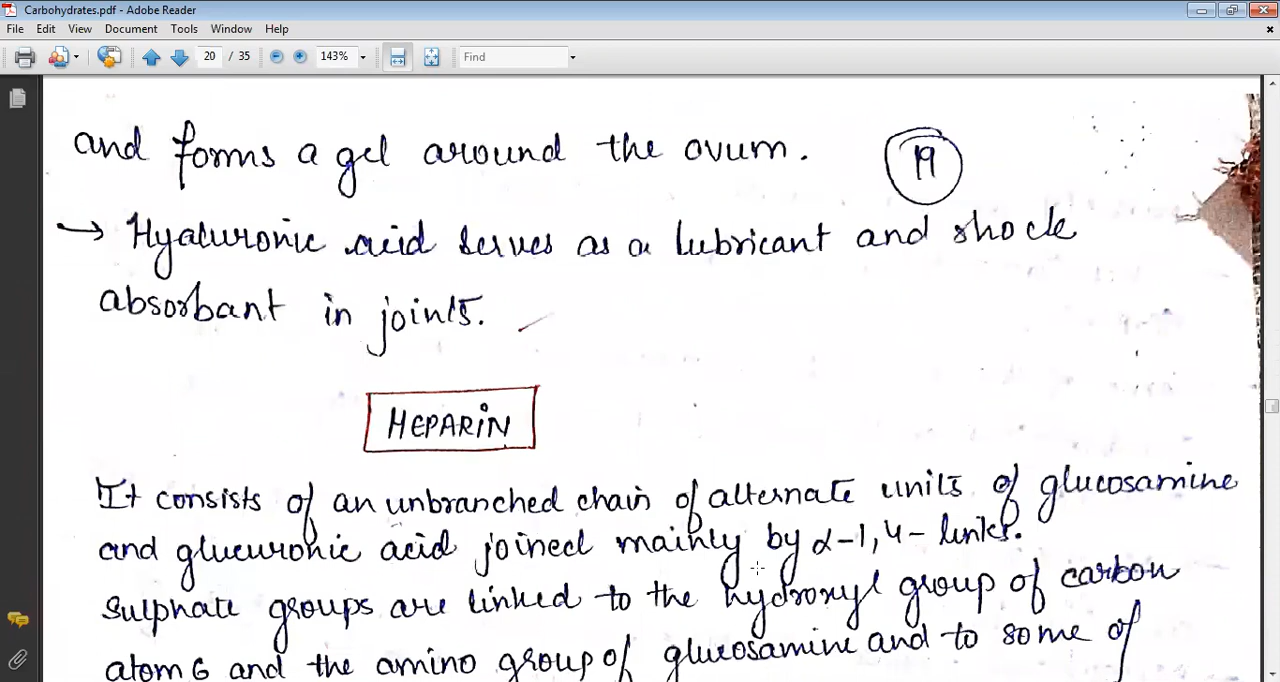 Carbohydrates.pdf - Adobe Reader
File Edit View Document Tools Window Help
20 / 35 143% Find
and forms a gel around the ovum. 19
→ Hyaluronic acid serves as a lubricant and shock
absorbant in joints.
HEPARIN
It consists of an unbranched chain of alternate units of glucosamine
and glucuronic acid joined mainly by α-1,4- links.
Sulphate groups are linked to the hydroxyl group of carbon
atom 6 and the amino group of glucosamine and to some of